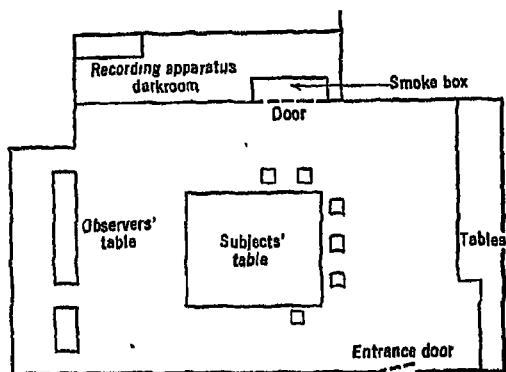 Recording apparatus
darkroom
Smoke box
Door
Observers'
table
Subjects'
table
Tables
Entrance door